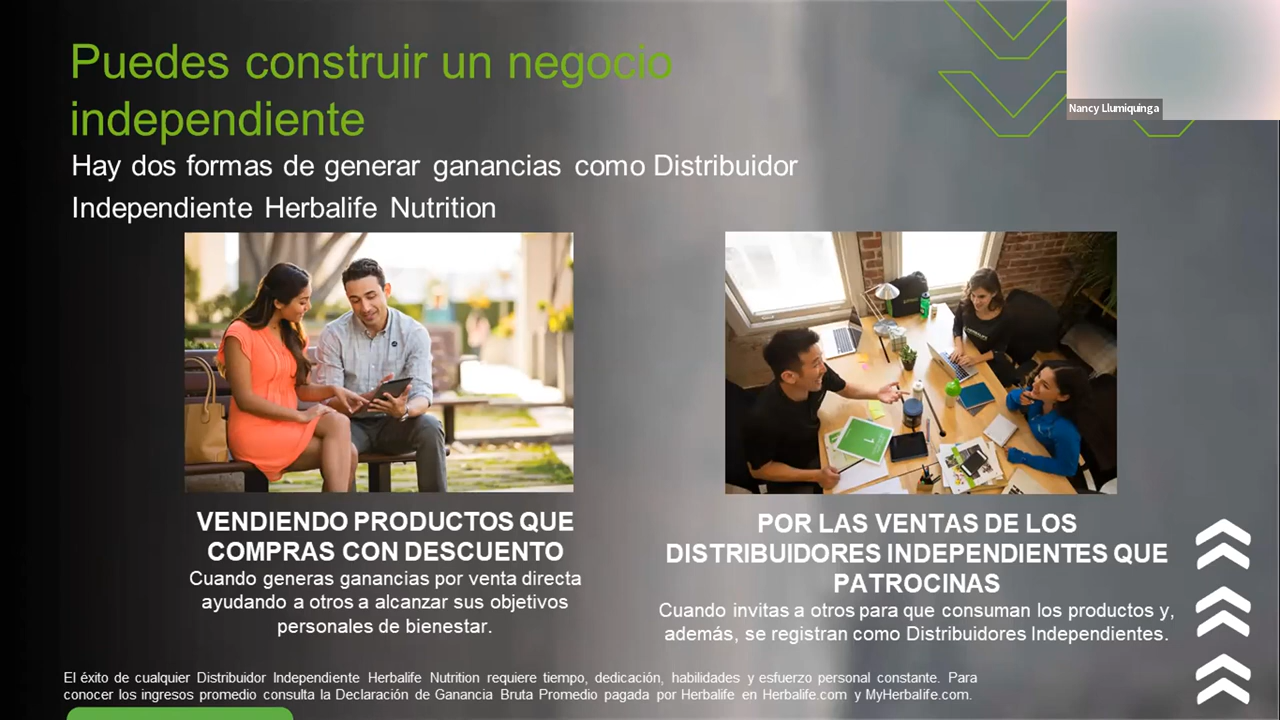 Puedes construir un negocio
independiente
Nancy Llumiquinga
Hay dos formas de generar ganancias como Distribuidor
Independiente Herbalife Nutrition
VENDIENDO PRODUCTOS QUE
COMPRAS CON DESCUENTO
Cuando generas ganancias por venta directa
ayudando a otros a alcanzar sus objetivos
personales de bienestar.
POR LAS VENTAS DE LOS
DISTRIBUIDORES INDEPENDIENTES QUE
PATROCINAS
Cuando invitas a otros para que consuman los productos y,
además, se registran como Distribuidores Independientes.
El éxito de cualquier Distribuidor Independiente Herbalife Nutrition requiere tiempo, dedicación, habilidades y esfuerzo personal constante. Para
conocer los ingresos promedio consulta la Declaración de Ganancia Bruta Promedio pagada por Herbalife en Herbalife.com y MyHerbalife.com.